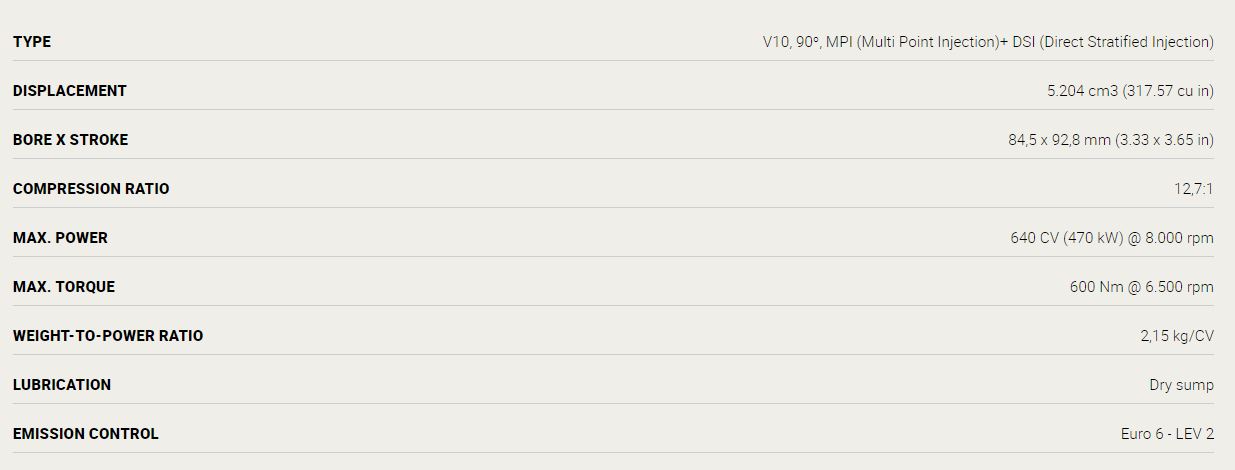 TYPE V10, 90º, MPI (Multi Point Injection)+ DSI (Direct Stratified Injection)
DISPLACEMENT 5.204 cm3 (317.57 cu in)
BORE X STROKE 84,5 x 92,8 mm (3.33 x 3.65 in)
COMPRESSION RATIO 12,7:1
MAX. POWER 640 CV (470 kW) @ 8.000 rpm
MAX. TORQUE 600 Nm @ 6.500 rpm
WEIGHT-TO-POWER RATIO 2,15 kg/CV
LUBRICATION Dry sump
EMISSION CONTROL Euro 6 - LEV 2